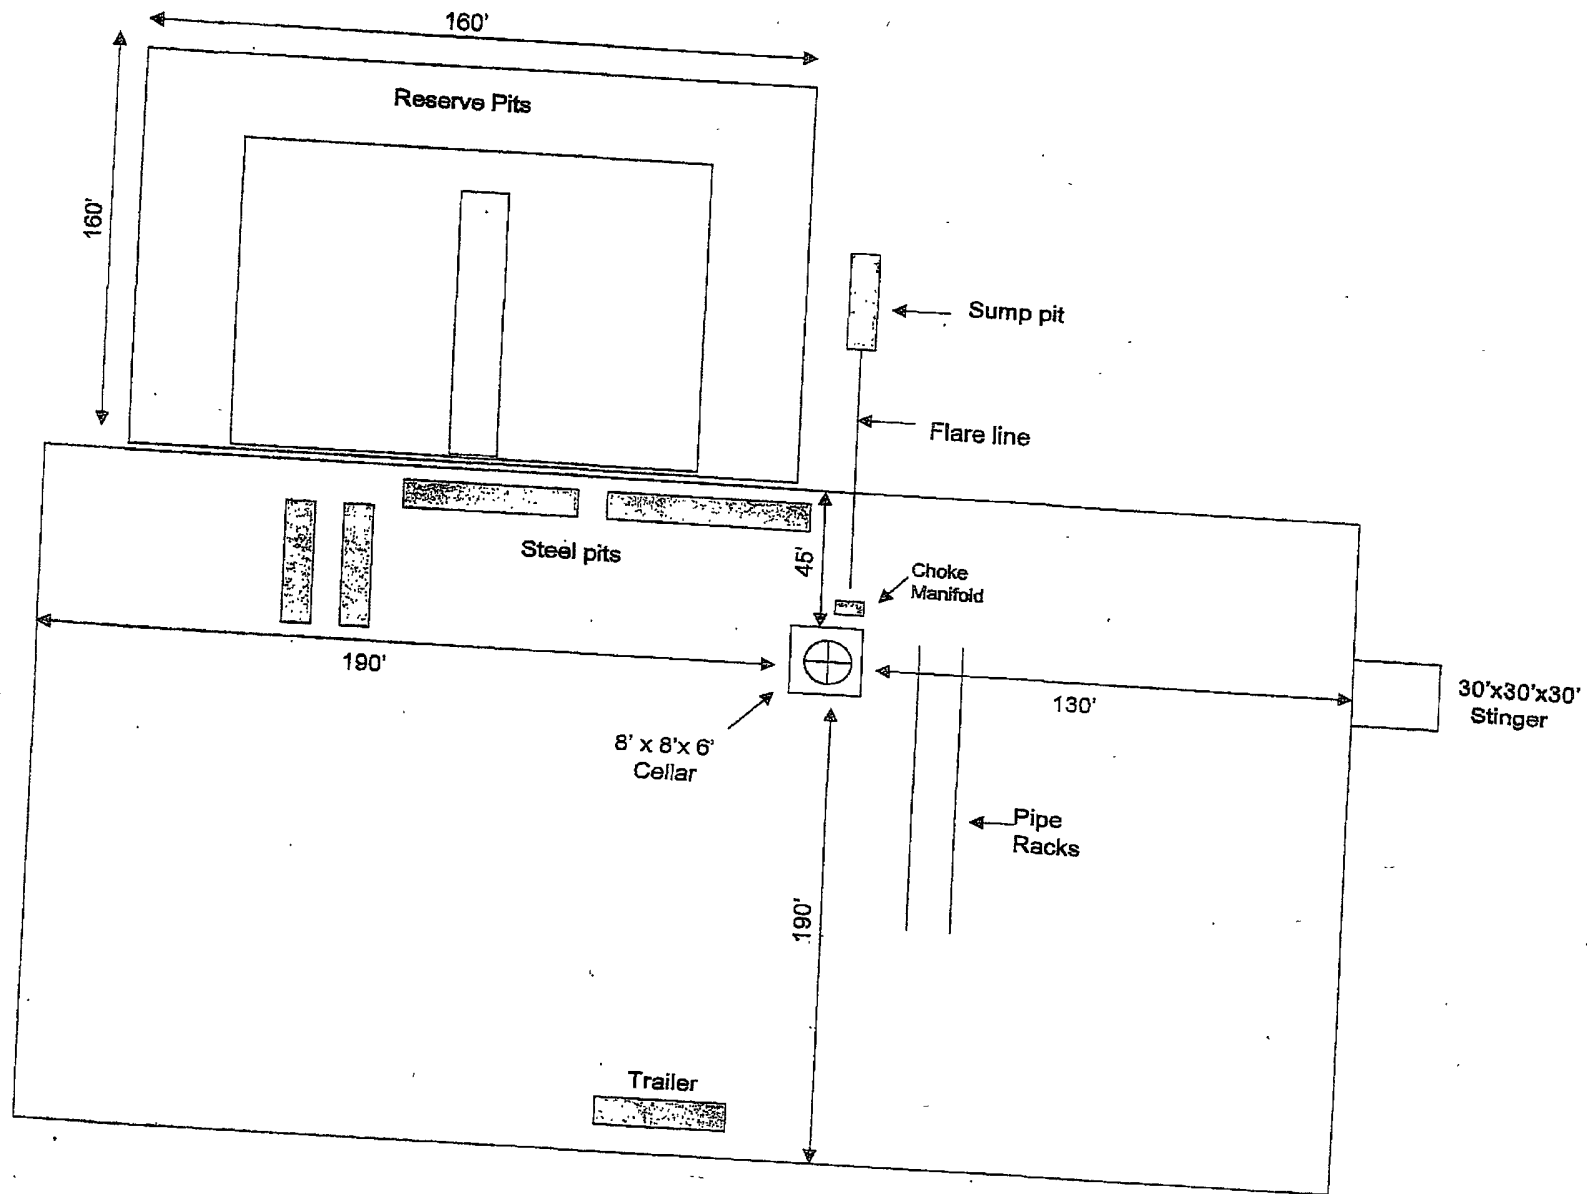 160'
Reserve Pits
160'
Sump pit
Flare line
Steel pits
45'
Choke
Manifold
190'
130'
30'x30'x30'
Stinger
8' x 8'x 6'
Cellar
Pipe
Racks
190'
Trailer